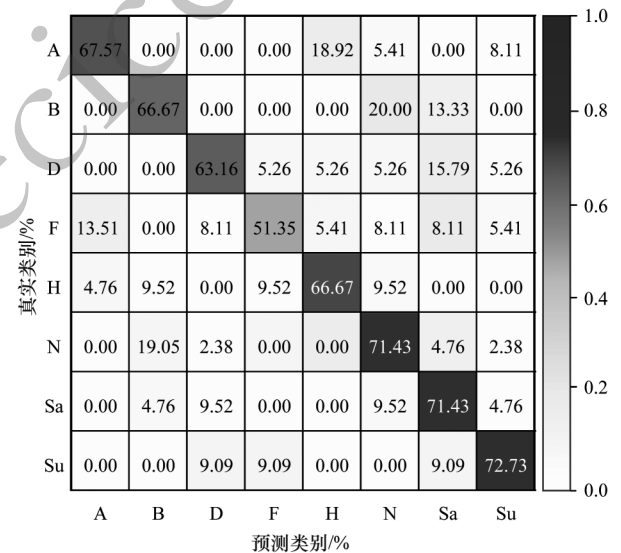 A 67.57 0.00 0.00 0.00 18.92 5.41 0.00 8.11
B 0.00 66.67 0.00 0.00 0.00 20.00 13.33 0.00
D 0.00 0.00 63.16 5.26 5.26 5.26 15.79 5.26
F 13.51 0.00 8.11 51.35 5.41 8.11 8.11 5.41
H 4.76 9.52 0.00 9.52 66.67 9.52 0.00 0.00
N 0.00 19.05 2.38 0.00 0.00 71.43 4.76 2.38
Sa 0.00 4.76 9.52 0.00 0.00 9.52 71.43 4.76
Su 0.00 0.00 9.09 9.09 0.00 0.00 9.09 72.73
A B D F H N Sa Su
预测类别/%
真实类别/%
1.0
0.8
0.6
0.4
0.2
0.0